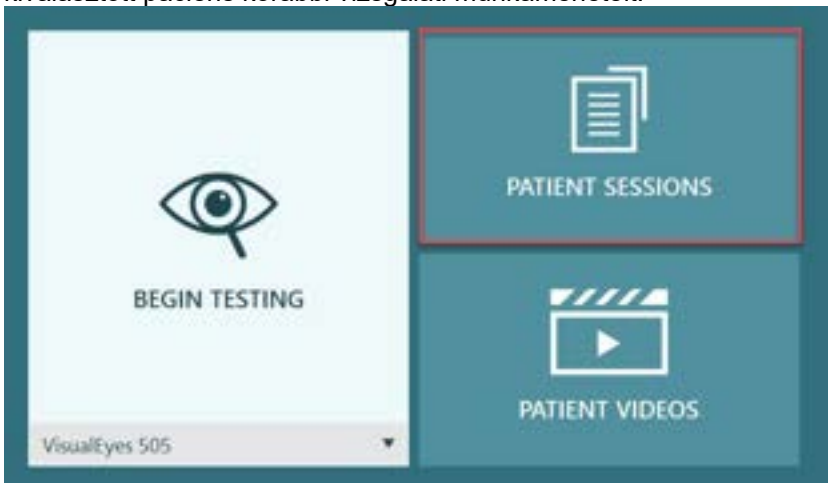 PATIENT SESSIONS
BEGIN TESTING
PATIENT VIDEOS
VisualEyes 505